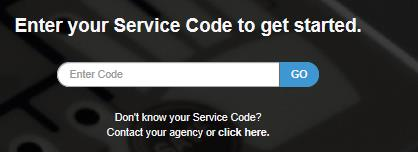 Enter your Service Code to get started.
Enter Code
GO
Don't know your Service Code?
Contact your agency or click here.